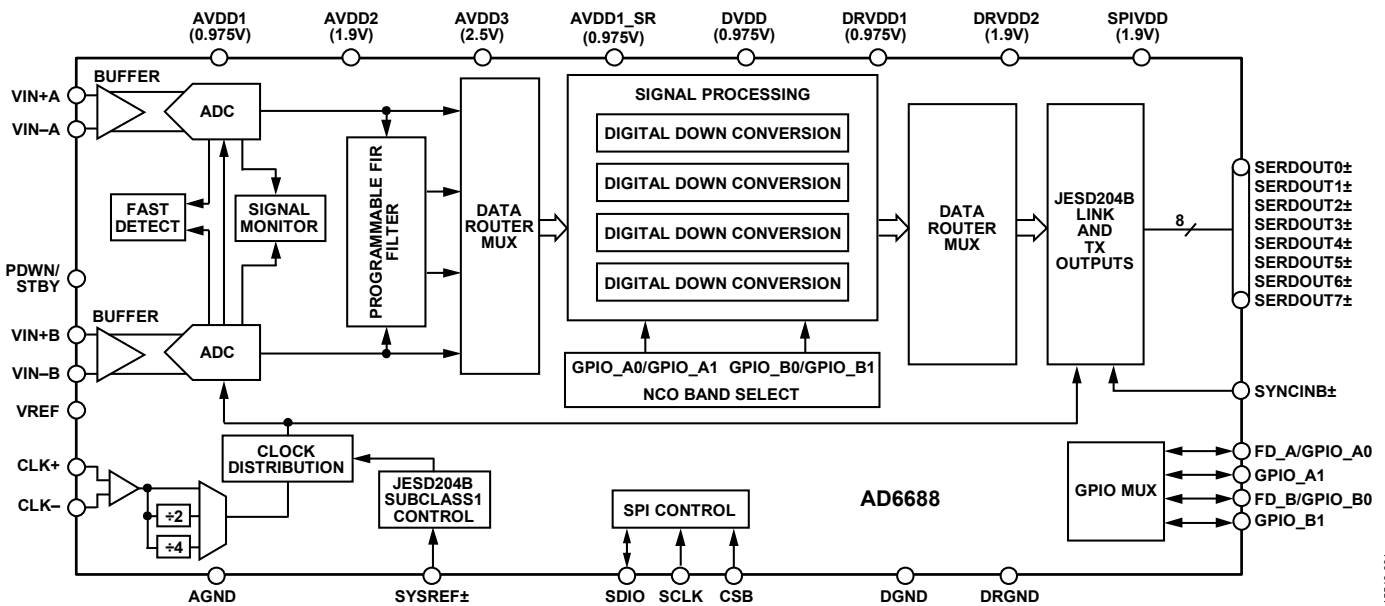 AVDD1
(0.975V)
AVDD2
(1.9V)
AVDD3
(2.5V)
AVDD1_SR
(0.975V)
DVDD
(0.975V)
DRVDD1
(0.975V)
DRVDD2
(1.9V)
SPIVDD
(1.9V)
BUFFER
VIN+A
VIN–A
ADC
FAST
DETECT
SIGNAL
MONITOR
PROGRAMMABLE FIR
FILTER
DATA
ROUTER
MUX
SIGNAL PROCESSING
DIGITAL DOWN CONVERSION
DIGITAL DOWN CONVERSION
DIGITAL DOWN CONVERSION
DIGITAL DOWN CONVERSION
DATA
ROUTER
MUX
JESD204B
LINK
AND
TX
OUTPUTS
8
SERDOUT0±
SERDOUT1±
SERDOUT2±
SERDOUT3±
SERDOUT4±
SERDOUT5±
SERDOUT6±
SERDOUT7±
PDWN/
STBY
BUFFER
VIN+B
VIN–B
ADC
GPIO_A0/GPIO_A1
GPIO_B0/GPIO_B1
NCO BAND SELECT
SYNCINB±
VREF
CLK+
CLK–
÷2
÷4
CLOCK
DISTRIBUTION
JESD204B
SUBCLASS1
CONTROL
SPI CONTROL
AD6688
GPIO MUX
FD_A/GPIO_A0
GPIO_A1
FD_B/GPIO_B0
GPIO_B1
AGND
SYSREF±
SDIO
SCLK
CSB
DGND
DRGND